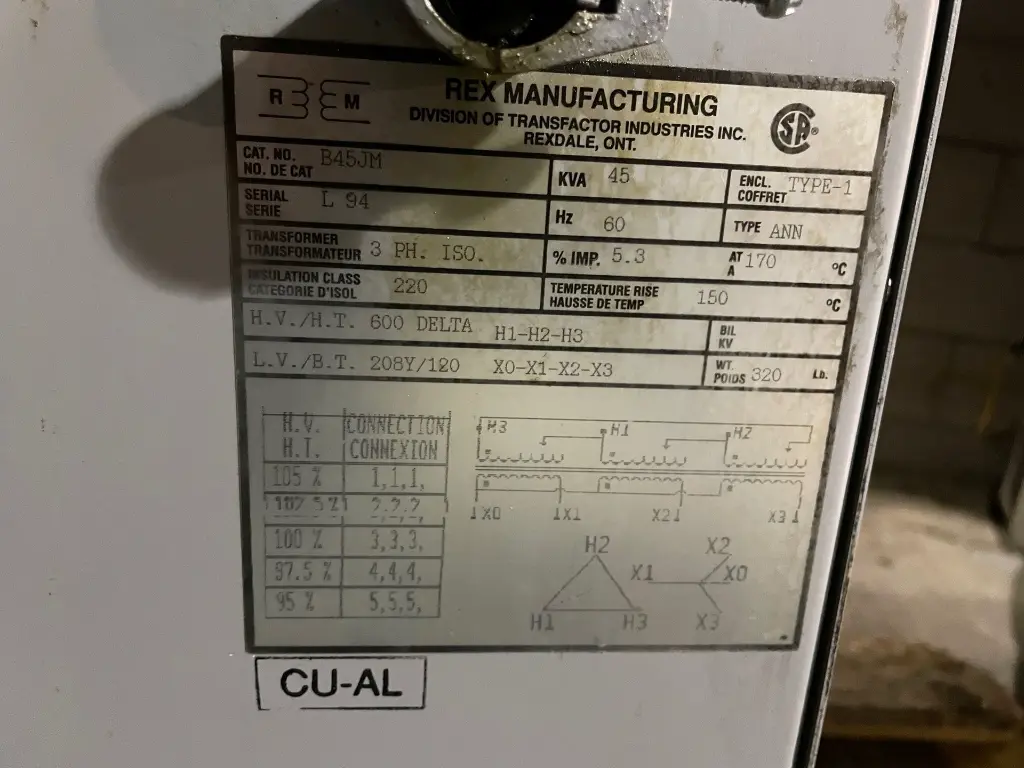 R M
REX MANUFACTURING
DIVISION OF TRANSFACTOR INDUSTRIES INC.
REXDALE, ONT.
CSA ®
CAT. NO. B45JM
NO. DE CAT
KVA 45
ENCL. TYPE-1
COFFRET
SERIAL L 94
SERIE
Hz 60
TYPE ANN
TRANSFORMER 3 PH. ISO.
TRANSFORMATEUR
% IMP. 5.3
AT 170 °C
A
INSULATION CLASS 220
CATEGORIE D'ISOL
TEMPERATURE RISE 150 °C
HAUSSE DE TEMP
H.V./H.T. 600 DELTA H1-H2-H3
BIL
KV
L.V./B.T. 208Y/120 X0-X1-X2-X3
WT. 320 LB.
POIDS
H.V. CONNECTION
H.T. CONNEXION
105 % 1,1,1,
102.5% 2,2,2,
100 % 3,3,3,
97.5 % 4,4,4,
95 % 5,5,5,
H3 H1 H2
X0 X1 X2 X3
H2 X2
X1 X0
H1 H3 X3
CU-AL